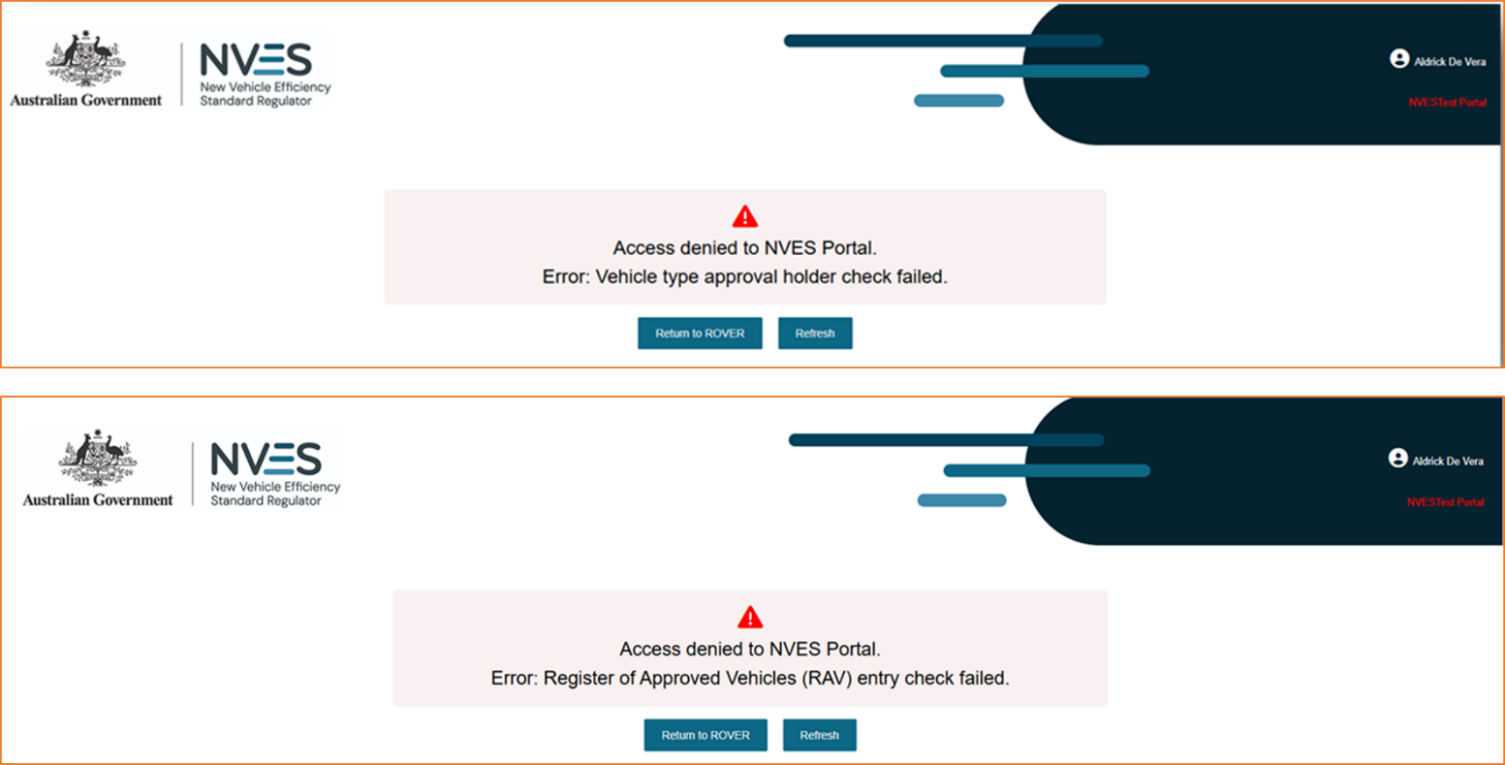 Australian Government
NVES
New Vehicle Efficiency
Standard Regulator
Aldrick De Vera
NVESTest Portal
Access denied to NVES Portal.
Error: Vehicle type approval holder check failed.
Return to ROVER
Refresh
Australian Government
NVES
New Vehicle Efficiency
Standard Regulator
Aldrick De Vera
NVESTest Portal
Access denied to NVES Portal.
Error: Register of Approved Vehicles (RAV) entry check failed.
Return to ROVER
Refresh